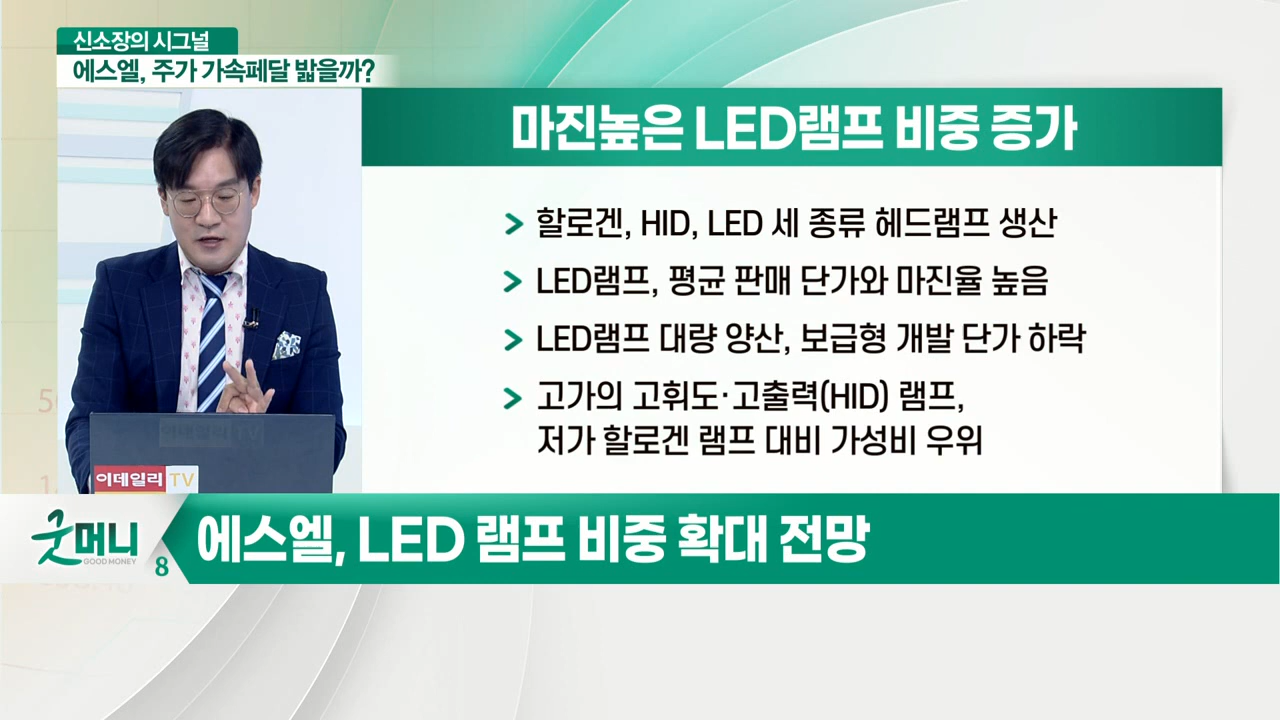 신소장의 시그널
에스엘, 주가 가속페달 밟을까?
마진높은 LED램프 비중 증가
할로겐, HID, LED 세 종류 헤드램프 생산
LED램프, 평균 판매 단가와 마진율 높음
LED램프 대량 양산, 보급형 개발 단가 하락
고가의 고휘도·고출력(HID) 램프,
저가 할로겐 램프 대비 가성비 우위
이데일리 TV
이데일리 TV
굿머니
GOOD MONEY
8
에스엘, LED 램프 비중 확대 전망